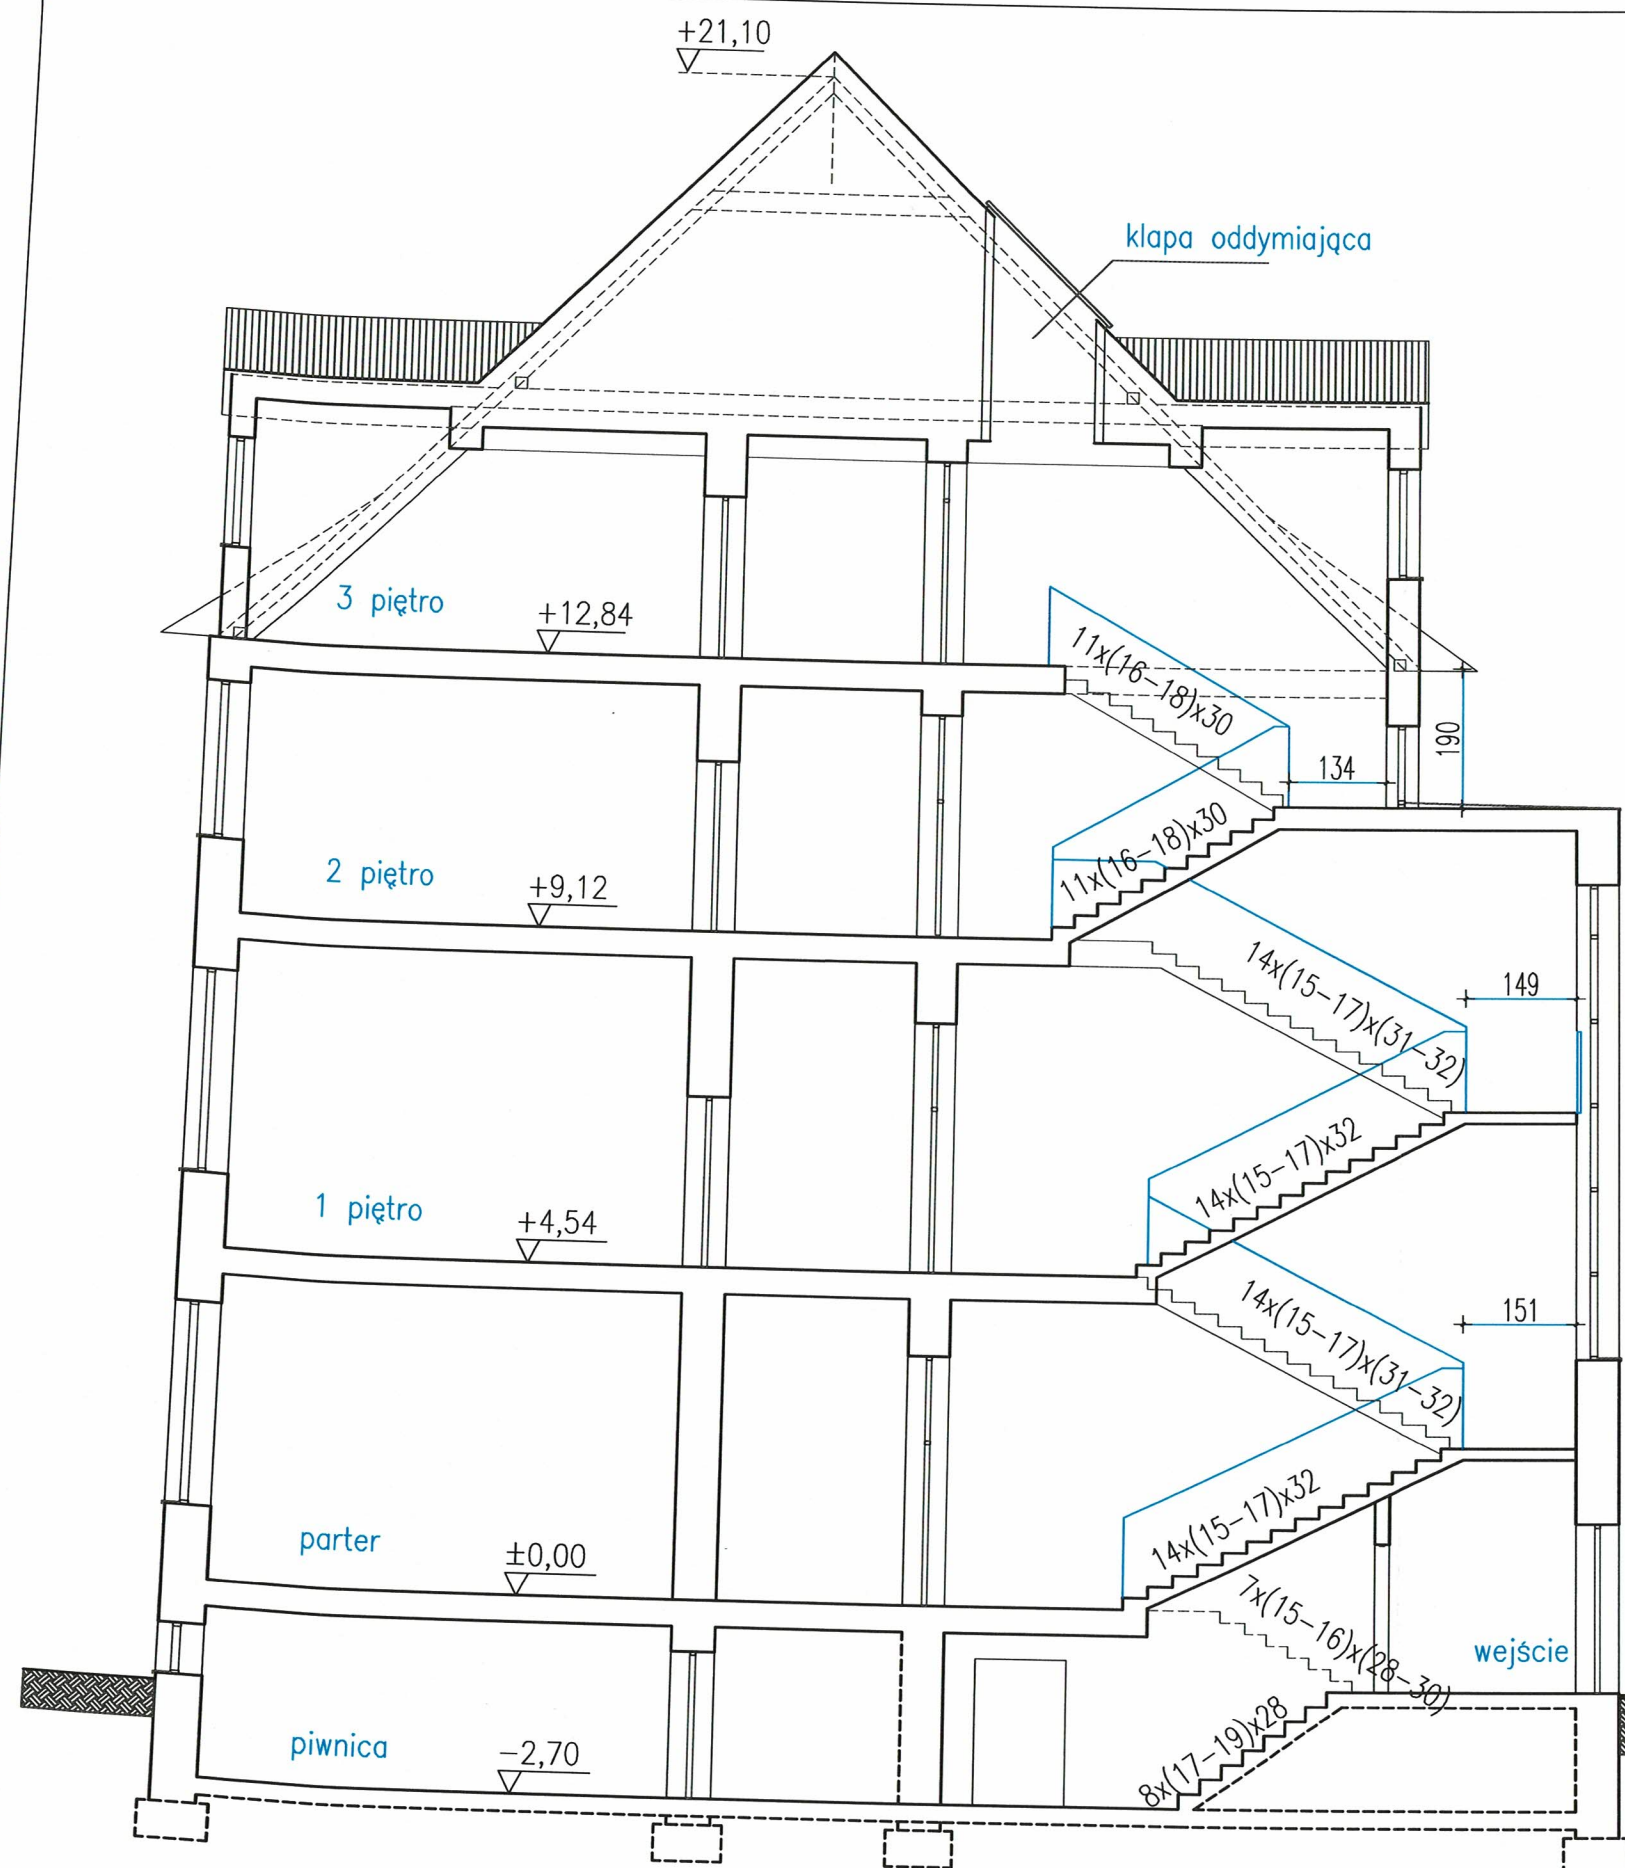 +21,10
klapa oddymiająca
3 piętro
+12,84
11x(16-18)x30
190
134
11x(16-18)x30
2 piętro
+9,12
14x(15-17)x(31-32)
149
14x(15-17)x32
1 piętro
+4,54
14x(15-17)x(31-32)
151
14x(15-17)x32
parter
±0,00
7x(15-16)x(28-30)
wejście
8x(17-19)x28
piwnica
-2,70